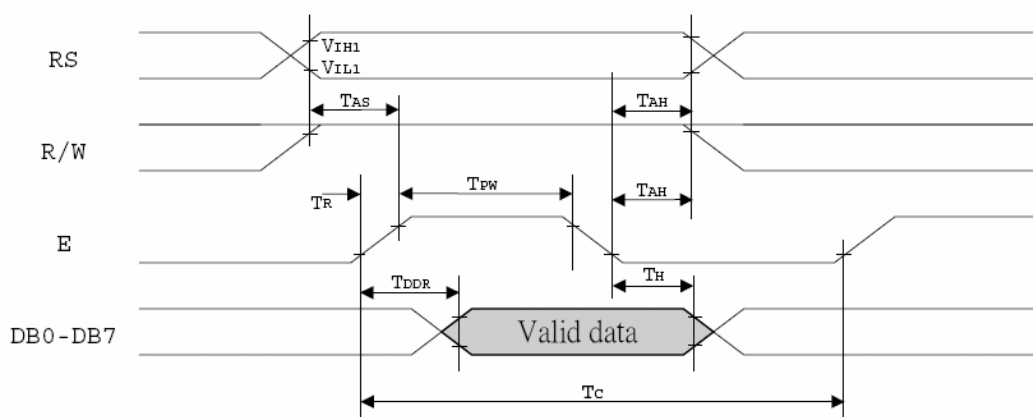 RS
VIH1
VIL1
TAS
TAH
R/W
TR
TPW
TAH
E
TDDR
TH
DB0-DB7
Valid data
TC